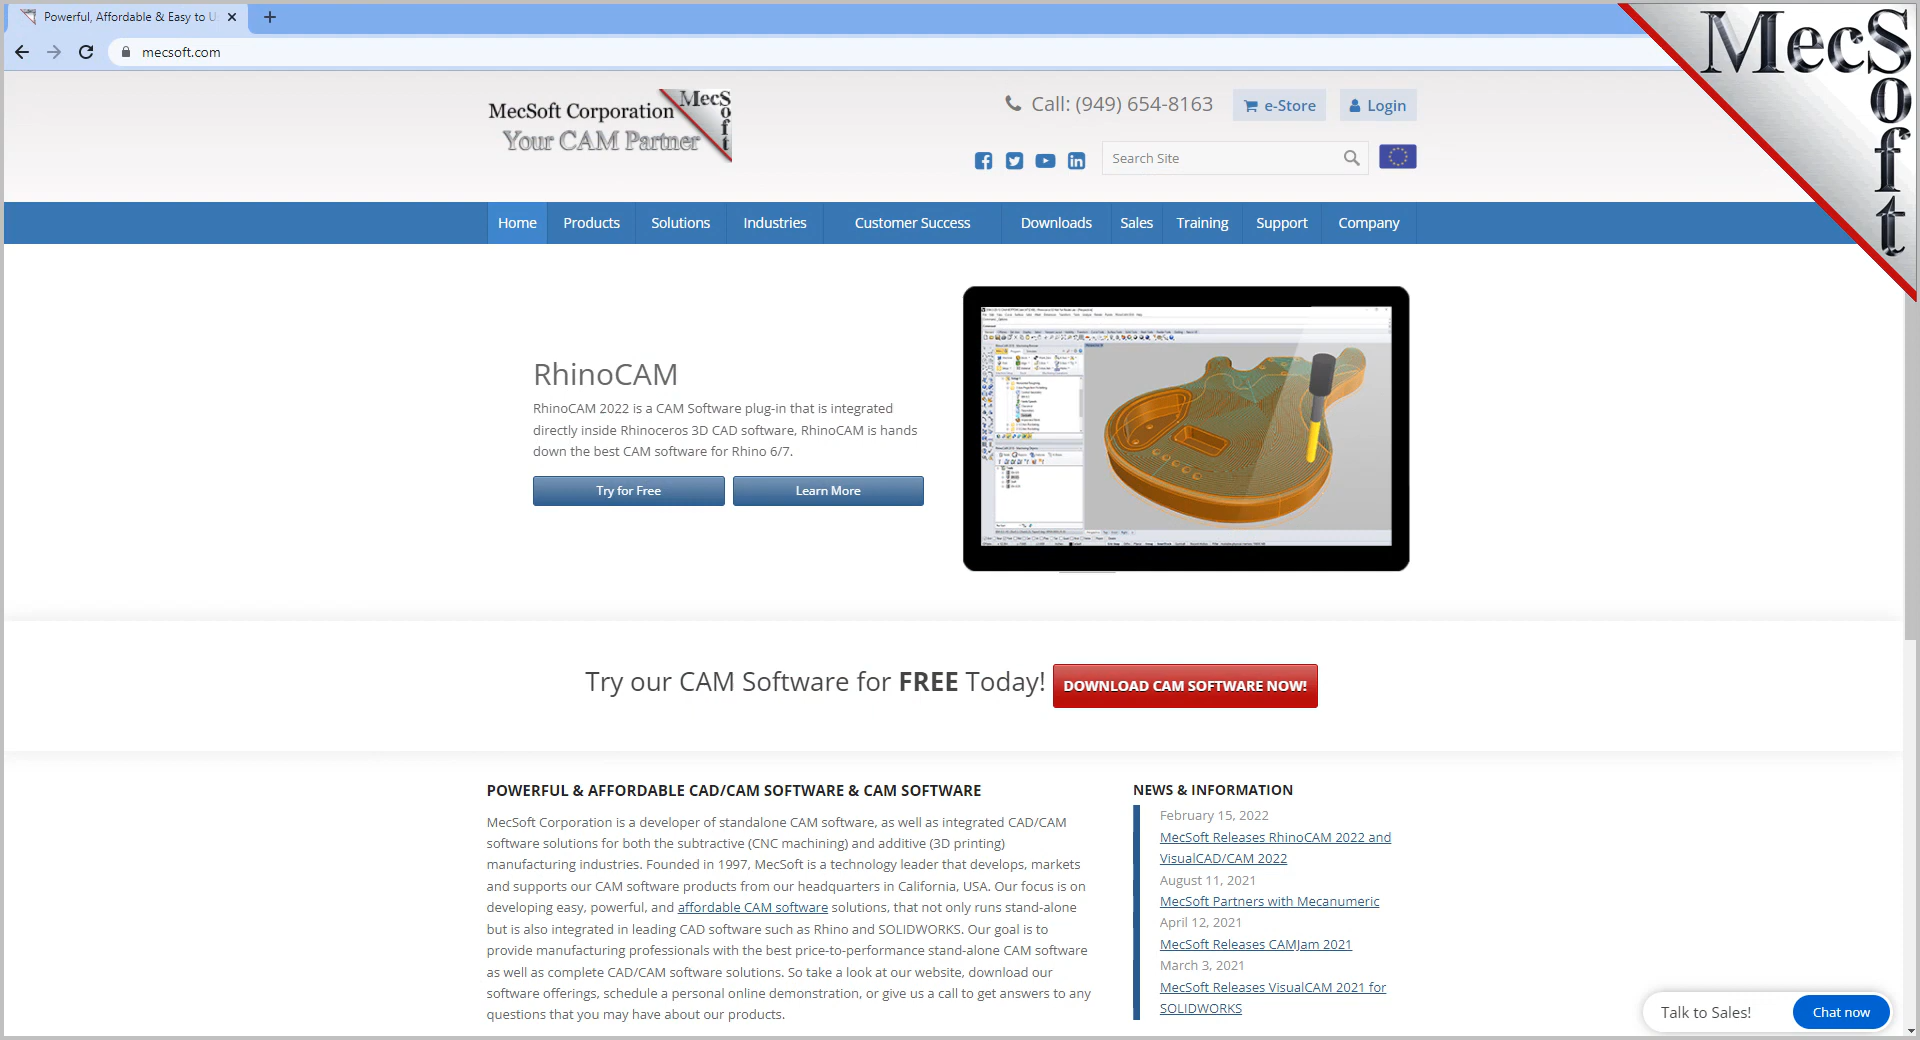 Powerful, Affordable & Easy to U
mecsoft.com
MecSoft
MecSoft Corporation
Your CAM Partner
MecSoft
Call: (949) 654-8163
e-Store
Login
Search Site
Home
Products
Solutions
Industries
Customer Success
Downloads
Sales
Training
Support
Company
RhinoCAM
RhinoCAM 2022 is a CAM Software plug-in that is integrated
directly inside Rhinoceros 3D CAD software, RhinoCAM is hands
down the best CAM software for Rhino 6/7.
Try for Free
Learn More
Try our CAM Software for FREE Today!
DOWNLOAD CAM SOFTWARE NOW!
POWERFUL & AFFORDABLE CAD/CAM SOFTWARE & CAM SOFTWARE
MecSoft Corporation is a developer of standalone CAM software, as well as integrated CAD/CAM
software solutions for both the subtractive (CNC machining) and additive (3D printing)
manufacturing industries. Founded in 1997, MecSoft is a technology leader that develops, markets
and supports our CAM software products from our headquarters in California, USA. Our focus is on
developing easy, powerful, and affordable CAM software solutions, that not only runs stand-alone
but is also integrated in leading CAD software such as Rhino and SOLIDWORKS. Our goal is to
provide manufacturing professionals with the best price-to-performance stand-alone CAM software
as well as complete CAD/CAM software solutions. So take a look at our website, download our
software offerings, schedule a personal online demonstration, or give us a call to get answers to any
questions that you may have about our products.
NEWS & INFORMATION
February 15, 2022
MecSoft Releases RhinoCAM 2022 and
VisualCAD/CAM 2022
August 11, 2021
MecSoft Partners with Mecanumeric
April 12, 2021
MecSoft Releases CAMJam 2021
March 3, 2021
MecSoft Releases VisualCAM 2021 for
SOLIDWORKS
Talk to Sales!
Chat now